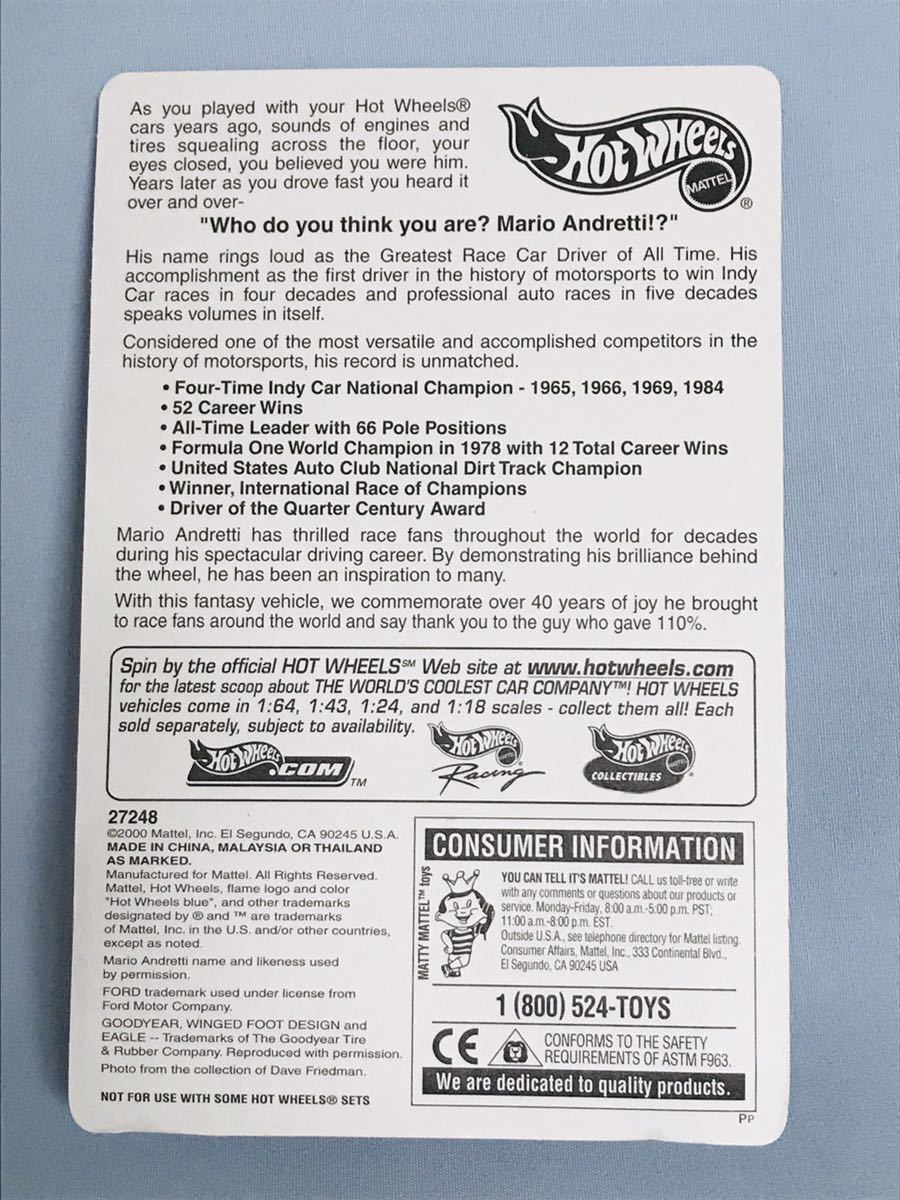 As you played with your Hot Wheels®
cars years ago, sounds of engines and
tires squealing across the floor, your
eyes closed, you believed you were him.
Years later as you drove fast you heard it
over and over-
Hot Wheels
MATTEL
®
"Who do you think you are? Mario Andretti!?"
His name rings loud as the Greatest Race Car Driver of All Time. His
accomplishment as the first driver in the history of motorsports to win Indy
Car races in four decades and professional auto races in five decades
speaks volumes in itself.
Considered one of the most versatile and accomplished competitors in the
history of motorsports, his record is unmatched.
• Four-Time Indy Car National Champion - 1965, 1966, 1969, 1984
• 52 Career Wins
• All-Time Leader with 66 Pole Positions
• Formula One World Champion in 1978 with 12 Total Career Wins
• United States Auto Club National Dirt Track Champion
• Winner, International Race of Champions
• Driver of the Quarter Century Award
Mario Andretti has thrilled race fans throughout the world for decades
during his spectacular driving career. By demonstrating his brilliance behind
the wheel, he has been an inspiration to many.
With this fantasy vehicle, we commemorate over 40 years of joy he brought
to race fans around the world and say thank you to the guy who gave 110%.
Spin by the official HOT WHEELS℠ Web site at www.hotwheels.com
for the latest scoop about THE WORLD'S COOLEST CAR COMPANY™! HOT WHEELS
vehicles come in 1:64, 1:43, 1:24, and 1:18 scales - collect them all! Each
sold separately, subject to availability.
Hot Wheels .COM ™
Hot Wheels MATTEL Racing
Hot Wheels MATTEL COLLECTIBLES
27248
©2000 Mattel, Inc. El Segundo, CA 90245 U.S.A.
MADE IN CHINA, MALAYSIA OR THAILAND
AS MARKED.
Manufactured for Mattel. All Rights Reserved.
Mattel, Hot Wheels, flame logo and color
"Hot Wheels blue", and other trademarks
designated by ® and ™ are trademarks
of Mattel, Inc. in the U.S. and/or other countries,
except as noted.
Mario Andretti name and likeness used
by permission.
FORD trademark used under license from
Ford Motor Company.
GOODYEAR, WINGED FOOT DESIGN and
EAGLE -- Trademarks of The Goodyear Tire
& Rubber Company. Reproduced with permission.
Photo from the collection of Dave Friedman.
NOT FOR USE WITH SOME HOT WHEELS® SETS
CONSUMER INFORMATION
MATTY MATTEL™ toys
YOU CAN TELL IT'S MATTEL! CALL us toll-free or write
with any comments or questions about our products or
service. Monday-Friday, 8:00 a.m.-5:00 p.m. PST;
11:00 a.m.-8:00 p.m. EST.
Outside U.S.A., see telephone directory for Mattel listing.
Consumer Affairs, Mattel, Inc., 333 Continental Blvd.,
El Segundo, CA 90245 USA
1 (800) 524-TOYS
CE
CONFORMS TO THE SAFETY
REQUIREMENTS OF ASTM F963.
We are dedicated to quality products.
PP